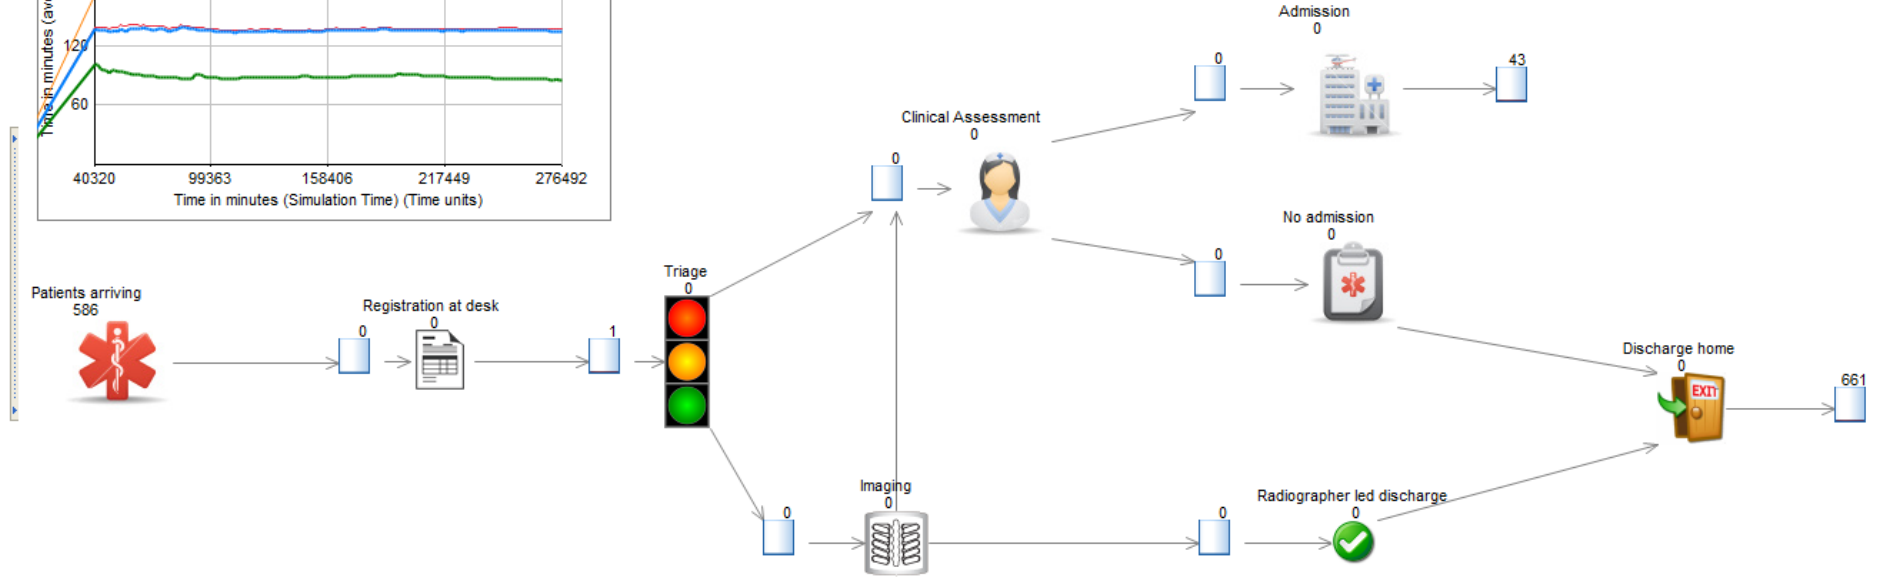 Time in minutes (ave
120
60
40320 99363 158406 217449 276492
Time in minutes (Simulation Time) (Time units)
Admission
0
0
43
Clinical Assessment
0
0
No admission
0
0
Triage
0
Patients arriving
586
Registration at desk
0
0
1
Discharge home
0
EXIT
661
Imaging
0
0
Radiographer led discharge
0
0